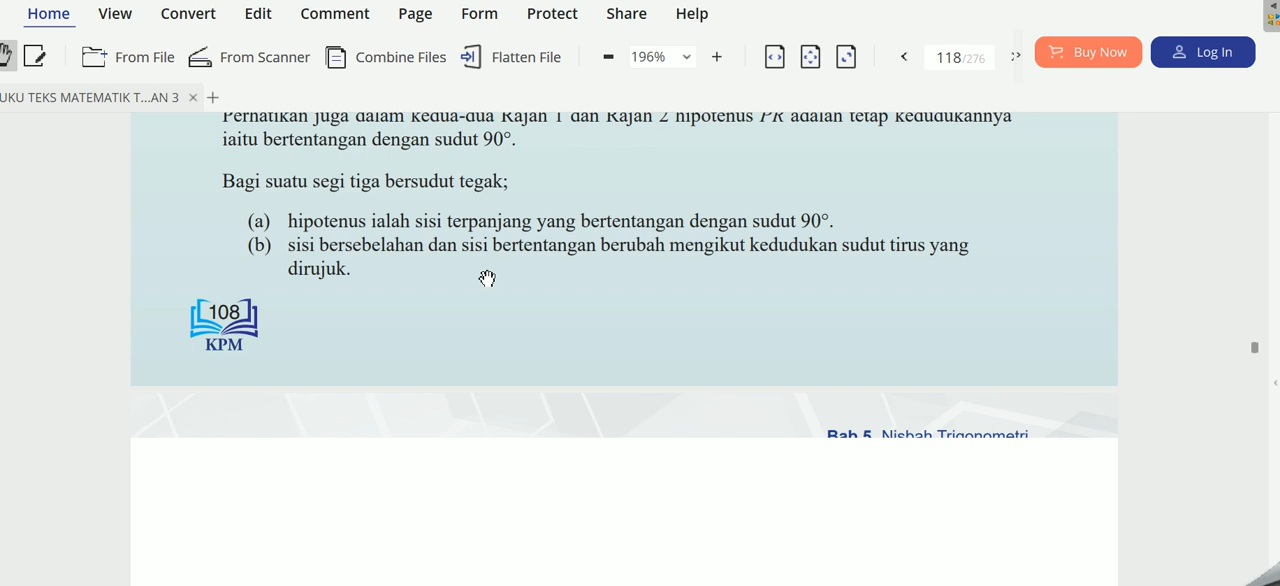 Home View Convert Edit Comment Page Form Protect Share Help
From File From Scanner Combine Files Flatten File 196% 118/276 Buy Now Log In
UKU TEKS MATEMATIK T...AN 3
Perhatikan juga dalam kedua-dua Rajah 1 dan Rajah 2 hipotenus PR adalah tetap kedudukannya
iaitu bertentangan dengan sudut 90°.
Bagi suatu segi tiga bersudut tegak;
(a) hipotenus ialah sisi terpanjang yang bertentangan dengan sudut 90°.
(b) sisi bersebelahan dan sisi bertentangan berubah mengikut kedudukan sudut tirus yang
dirujuk.
108
KPM
Bab 5 Nisbah Trigonometri